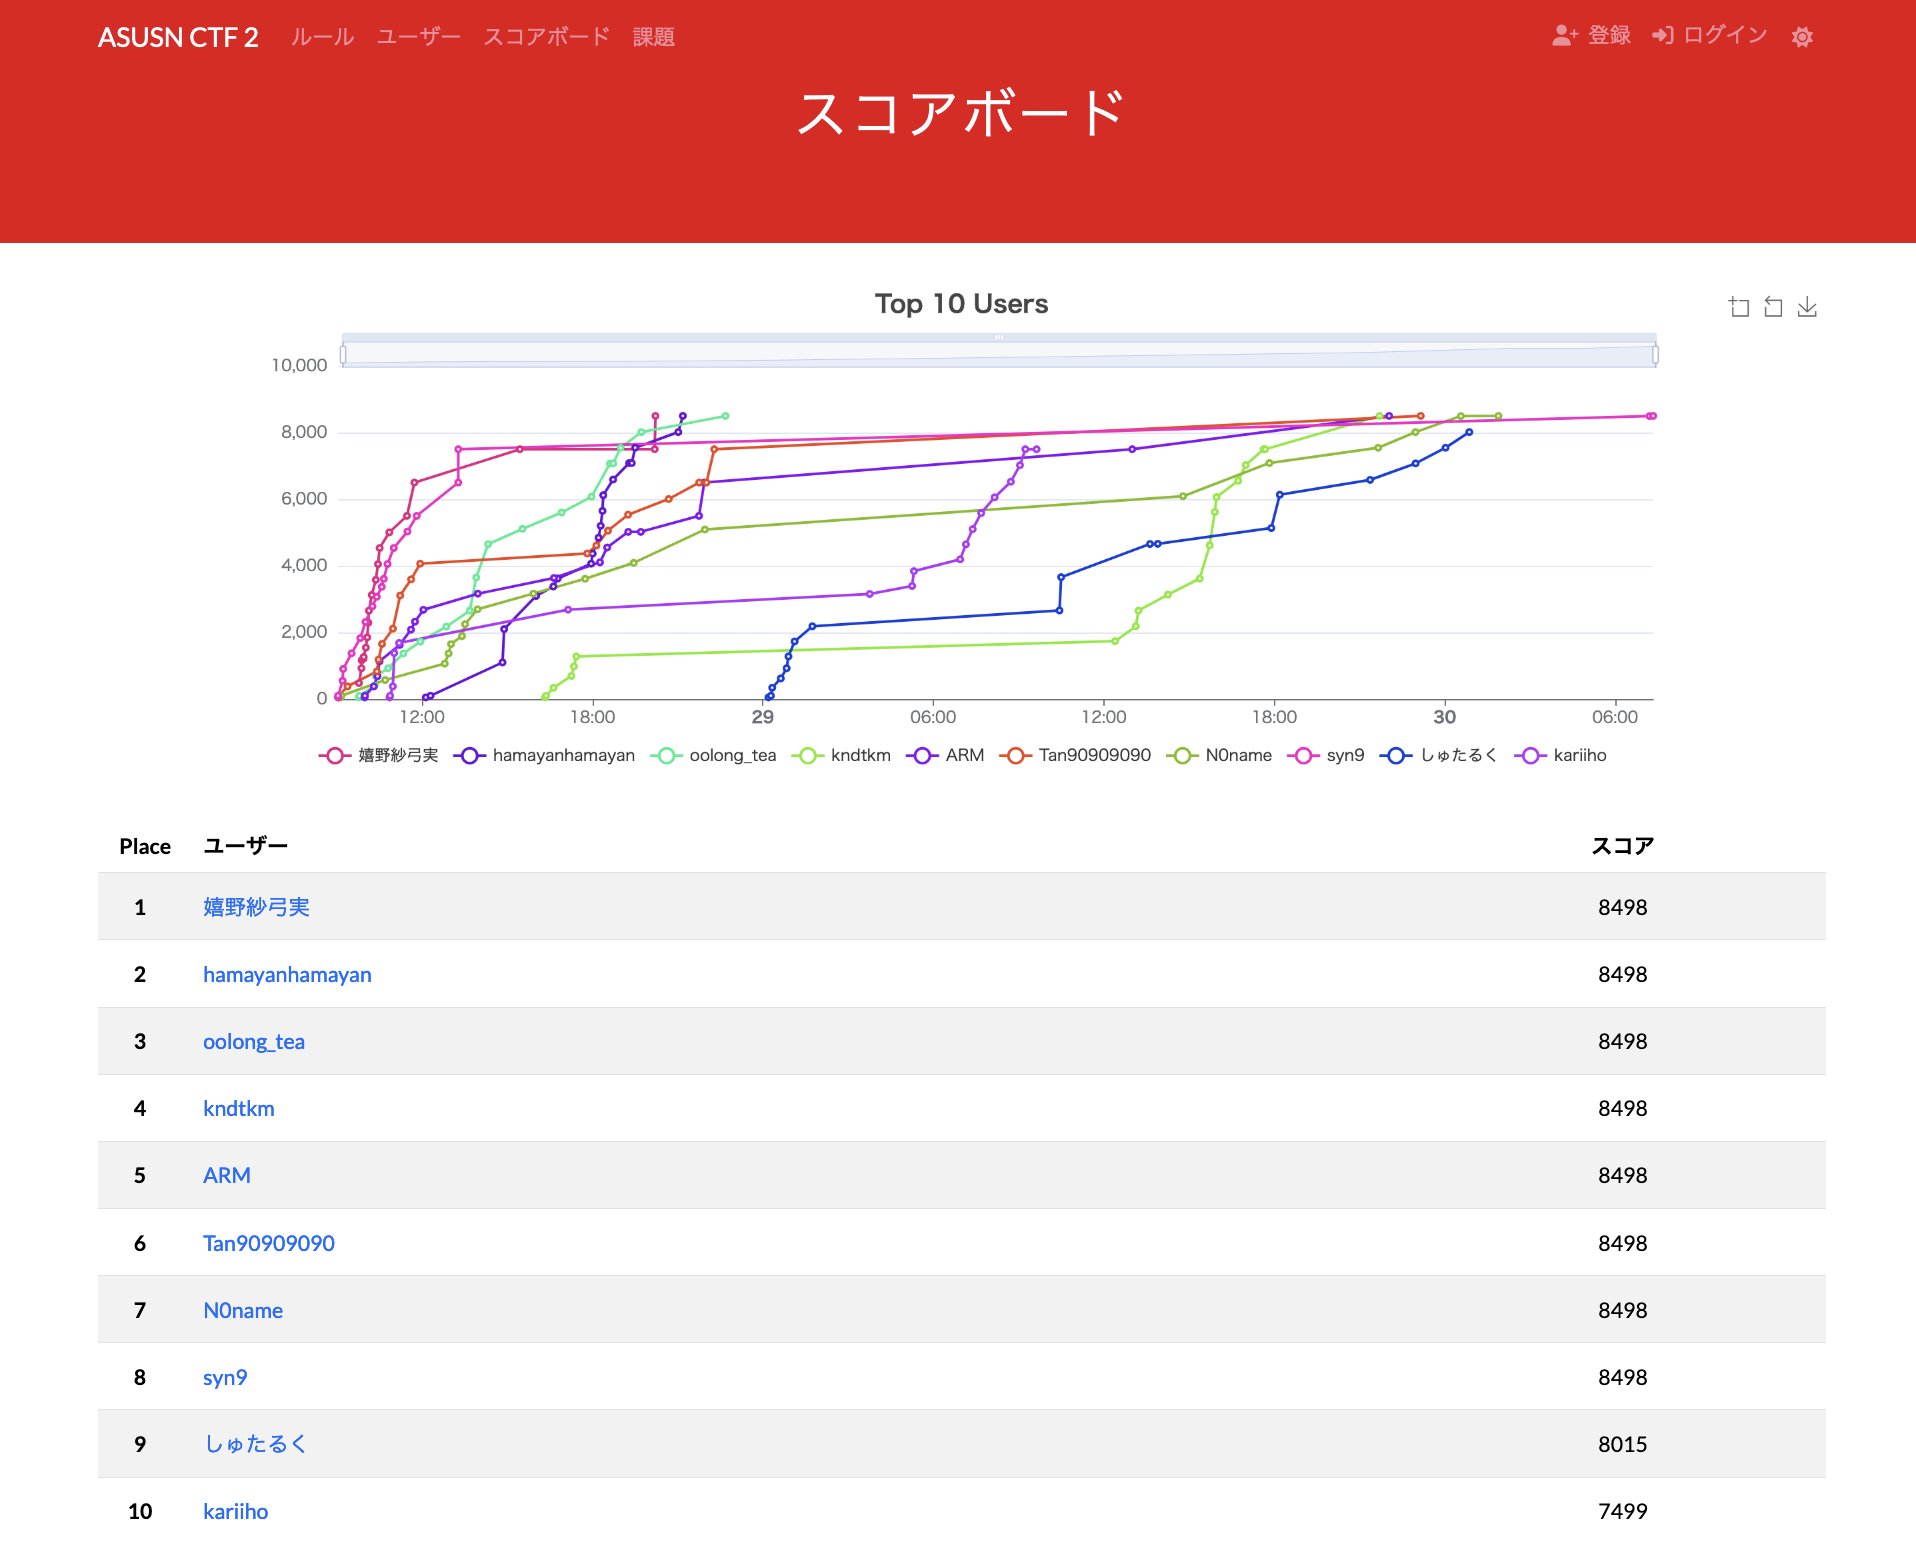 ASUSN CTF 2 ルール ユーザー スコアボード 課題 登録 ログイン
スコアボード
Top 10 Users
10,000
8,000
6,000
4,000
2,000
0
12:00 18:00 29 06:00 12:00 18:00 30 06:00
嬉野紗弓実 hamayanhamayan oolong_tea kndtkm ARM Tan90909090 N0name syn9 しゅたるく kariiho
Place ユーザー スコア
1 嬉野紗弓実 8498
2 hamayanhamayan 8498
3 oolong_tea 8498
4 kndtkm 8498
5 ARM 8498
6 Tan90909090 8498
7 N0name 8498
8 syn9 8498
9 しゅたるく 8015
10 kariiho 7499